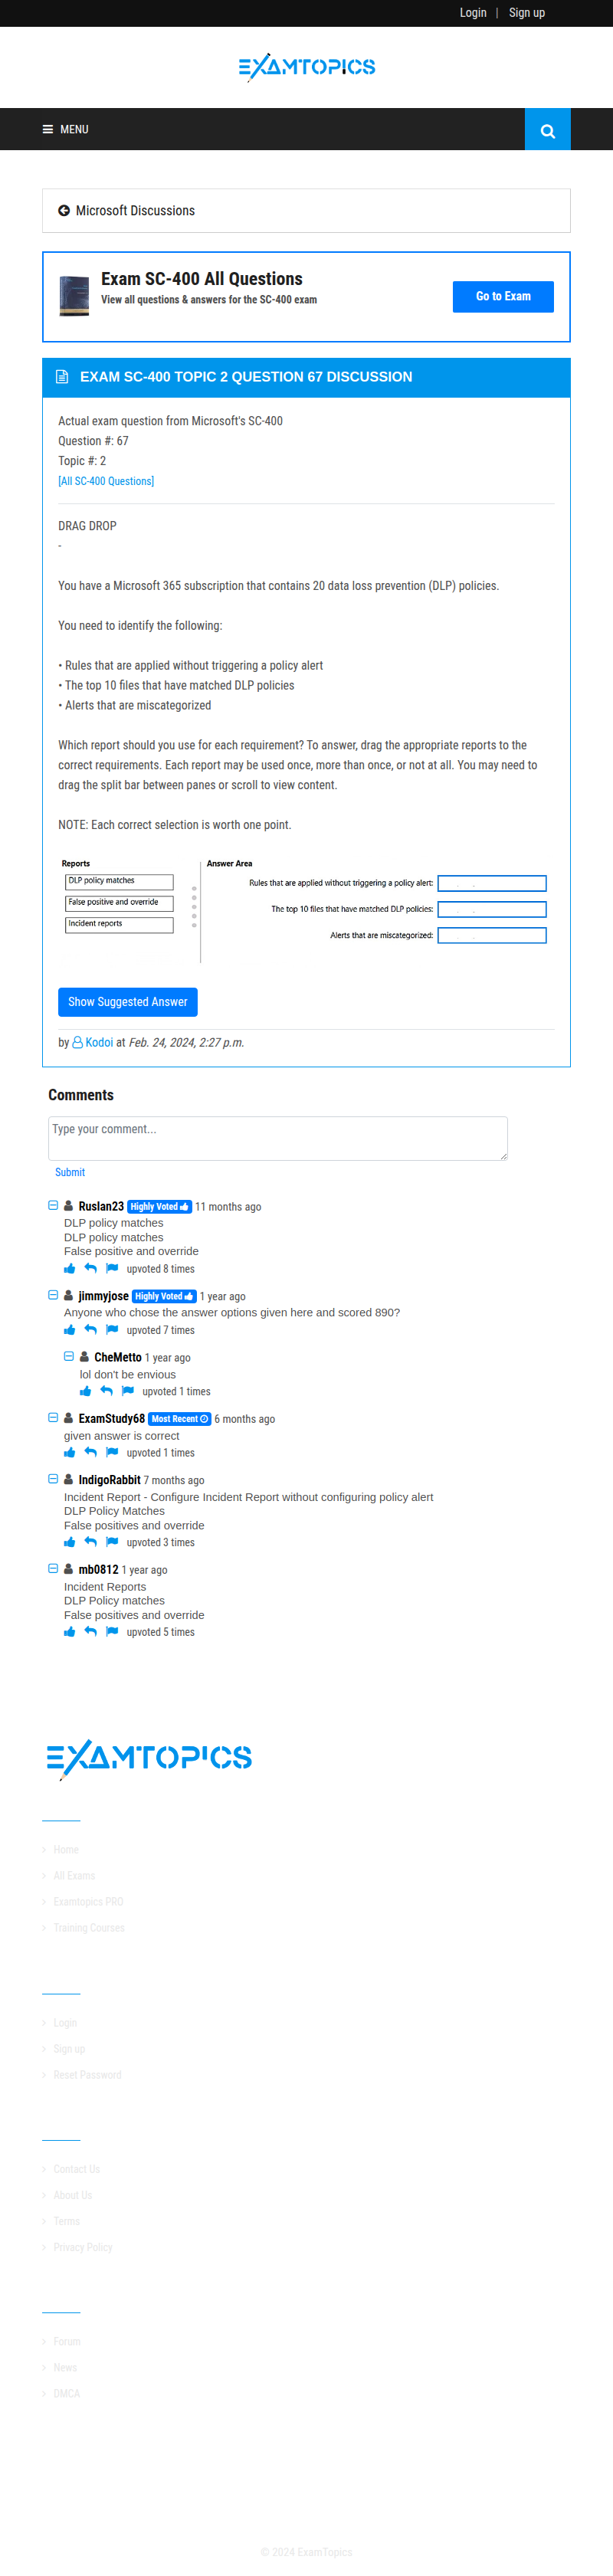 Login | Sign up
EXAMTOPICS
MENU
Microsoft Discussions
Exam SC-400 All Questions
View all questions & answers for the SC-400 exam
Go to Exam
EXAM SC-400 TOPIC 2 QUESTION 67 DISCUSSION
Actual exam question from Microsoft's SC-400
Question #: 67
Topic #: 2
[All SC-400 Questions]
DRAG DROP
-
You have a Microsoft 365 subscription that contains 20 data loss prevention (DLP) policies.
You need to identify the following:
• Rules that are applied without triggering a policy alert
• The top 10 files that have matched DLP policies
• Alerts that are miscategorized
Which report should you use for each requirement? To answer, drag the appropriate reports to the
correct requirements. Each report may be used once, more than once, or not at all. You may need to
drag the split bar between panes or scroll to view content.
NOTE: Each correct selection is worth one point.
Reports
DLP policy matches
False positive and override
Incident reports
Answer Area
Rules that are applied without triggering a policy alert:
The top 10 files that have matched DLP policies:
Alerts that are miscategorized:
Show Suggested Answer
by Kodoi at Feb. 24, 2024, 2:27 p.m.
Comments
Type your comment...
Submit
Ruslan23 Highly Voted 11 months ago
DLP policy matches
DLP policy matches
False positive and override
upvoted 8 times
jimmyjose Highly Voted 1 year ago
Anyone who chose the answer options given here and scored 890?
upvoted 7 times
CheMetto 1 year ago
lol don't be envious
upvoted 1 times
ExamStudy68 Most Recent 6 months ago
given answer is correct
upvoted 1 times
IndigoRabbit 7 months ago
Incident Report - Configure Incident Report without configuring policy alert
DLP Policy Matches
False positives and override
upvoted 3 times
mb0812 1 year ago
Incident Reports
DLP Policy matches
False positives and override
upvoted 5 times
EXAMTOPICS
Home
All Exams
Examtopics PRO
Training Courses
Login
Sign up
Reset Password
Contact Us
About Us
Terms
Privacy Policy
Forum
News
DMCA
© 2024 ExamTopics